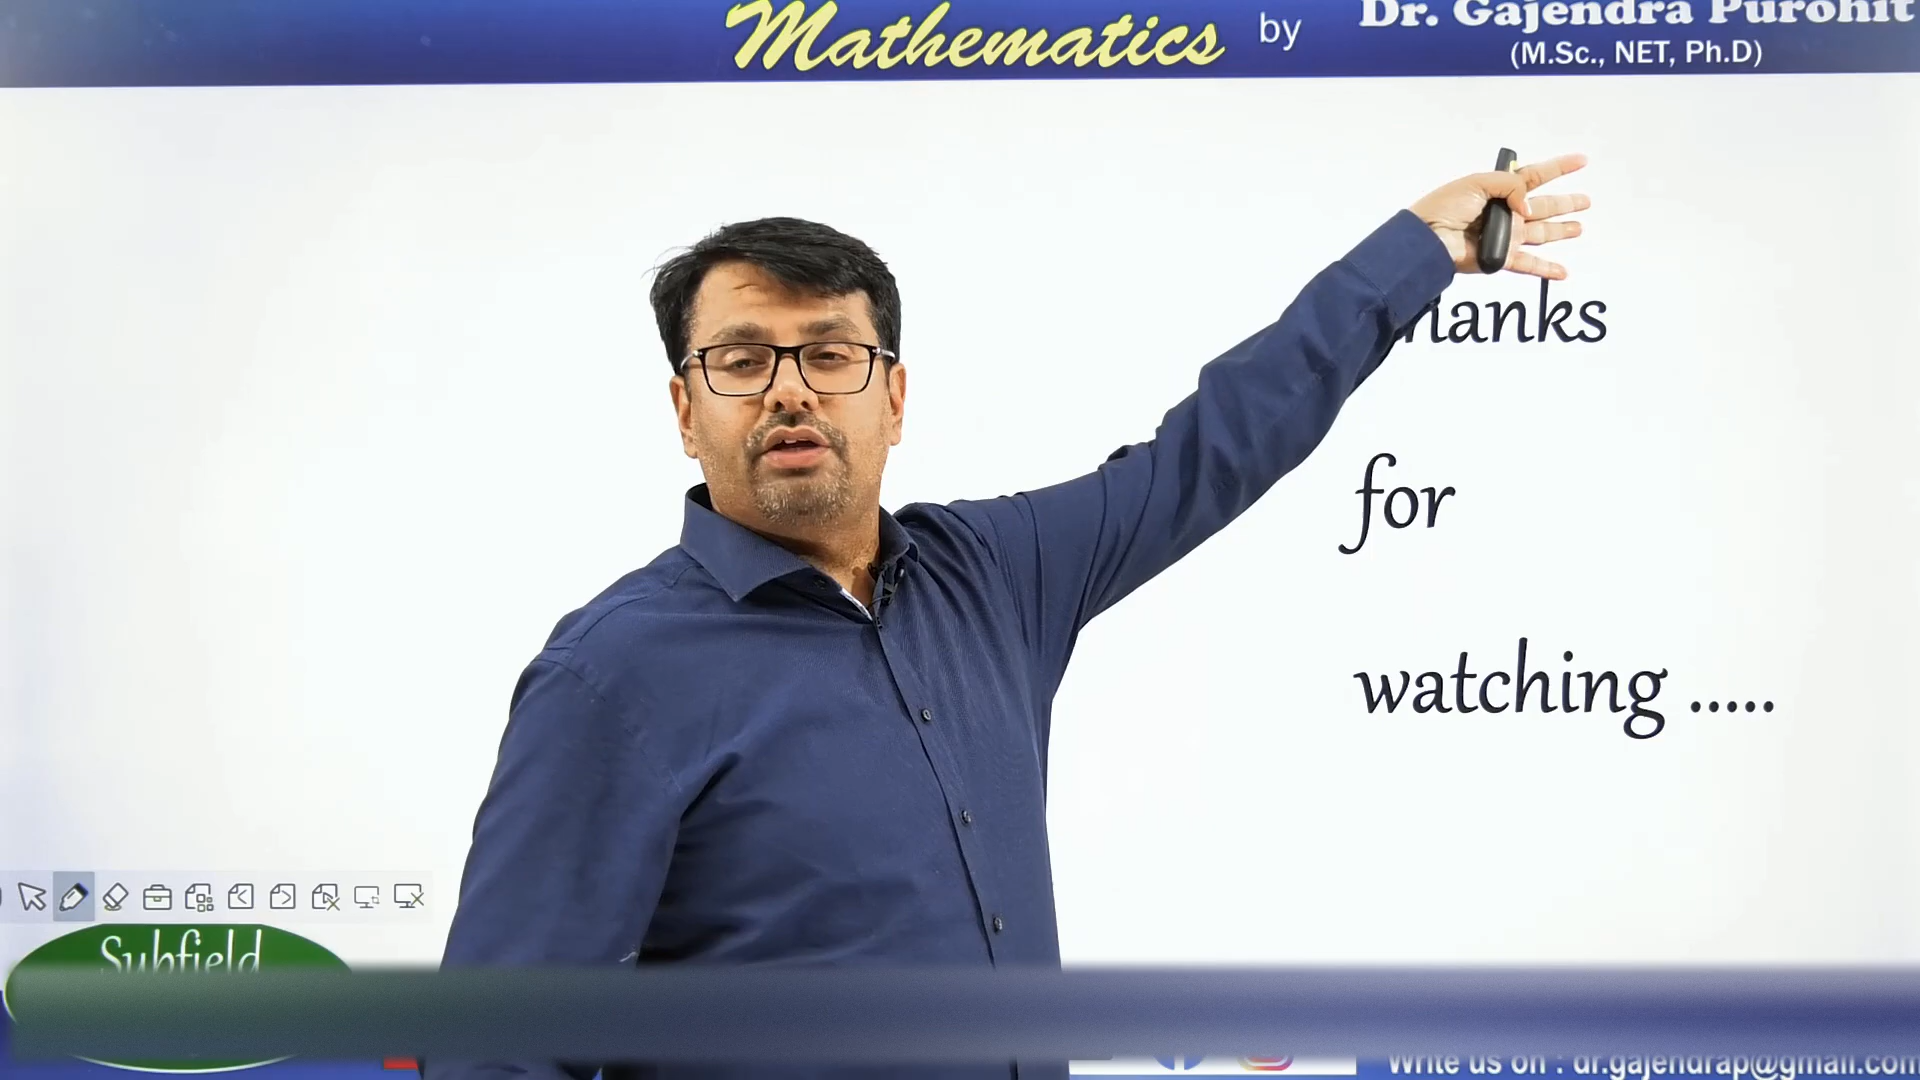 Mathematics by Dr. Gajendra Purohit
(M.Sc., NET, Ph.D)
hanks
for
watching .....
Subfield
Write us on : dr.gajendrap@gmail.com